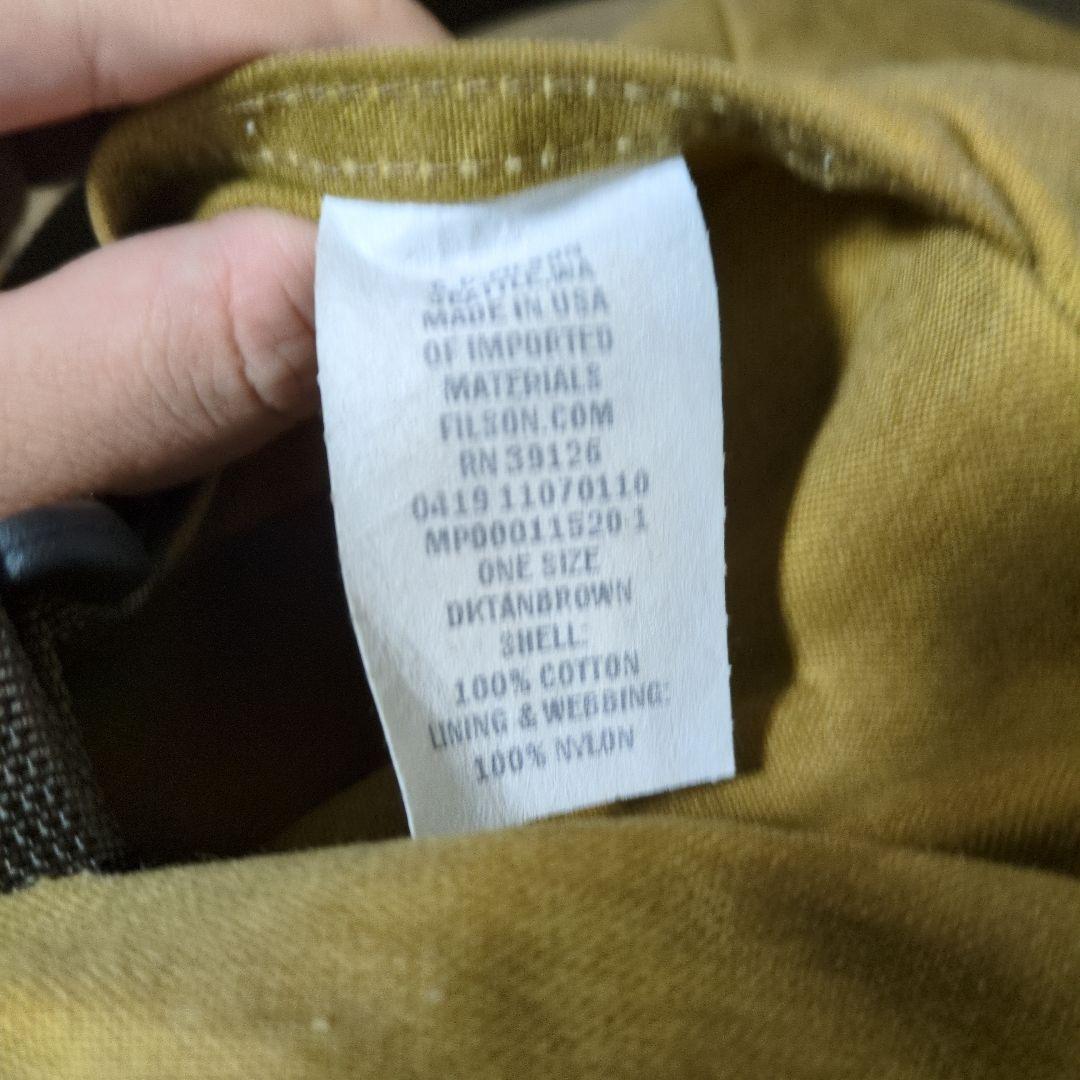 C.C. FILSON
SEATTLE, WA
MADE IN USA
OF IMPORTED
MATERIALS
FILSON.COM
RN 39126
0419 11070110
MP00011520 1
ONE SIZE
DKTANBROWN
SHELL:
100% COTTON
LINING & WEBBING:
100% NYLON